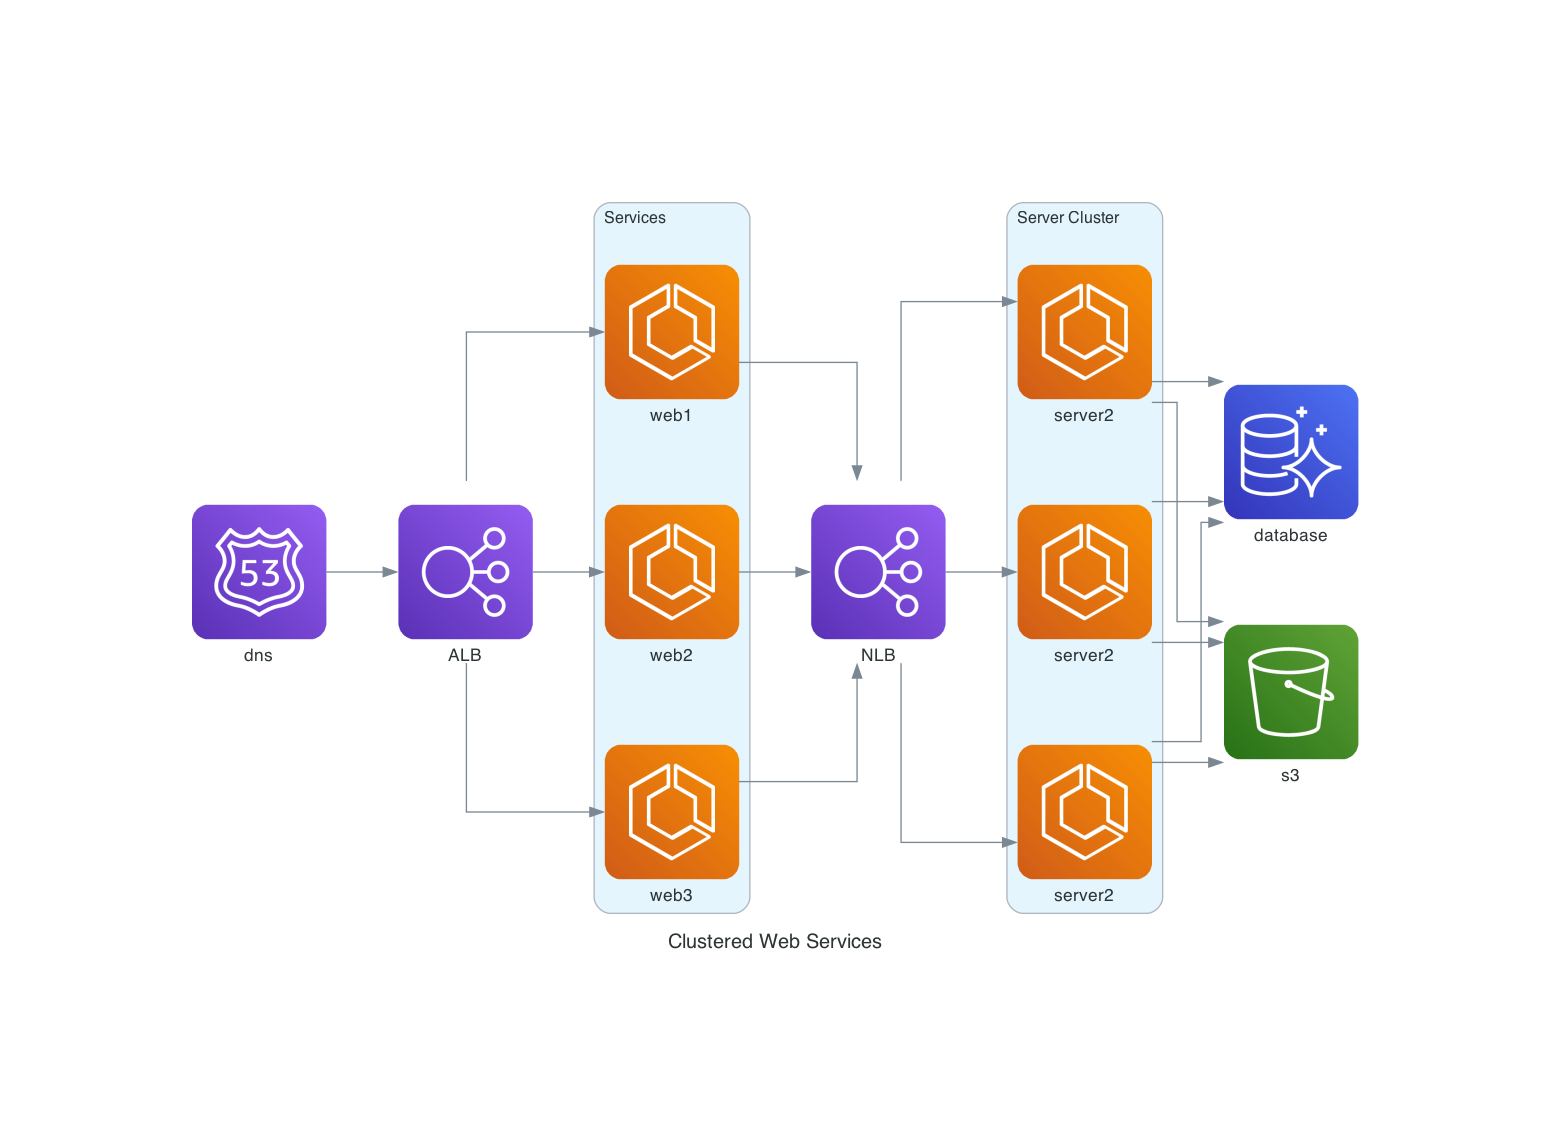 Services
Server Cluster
web1
server2
53
dns
ALB
web2
NLB
server2
database
web3
server2
s3
Clustered Web Services